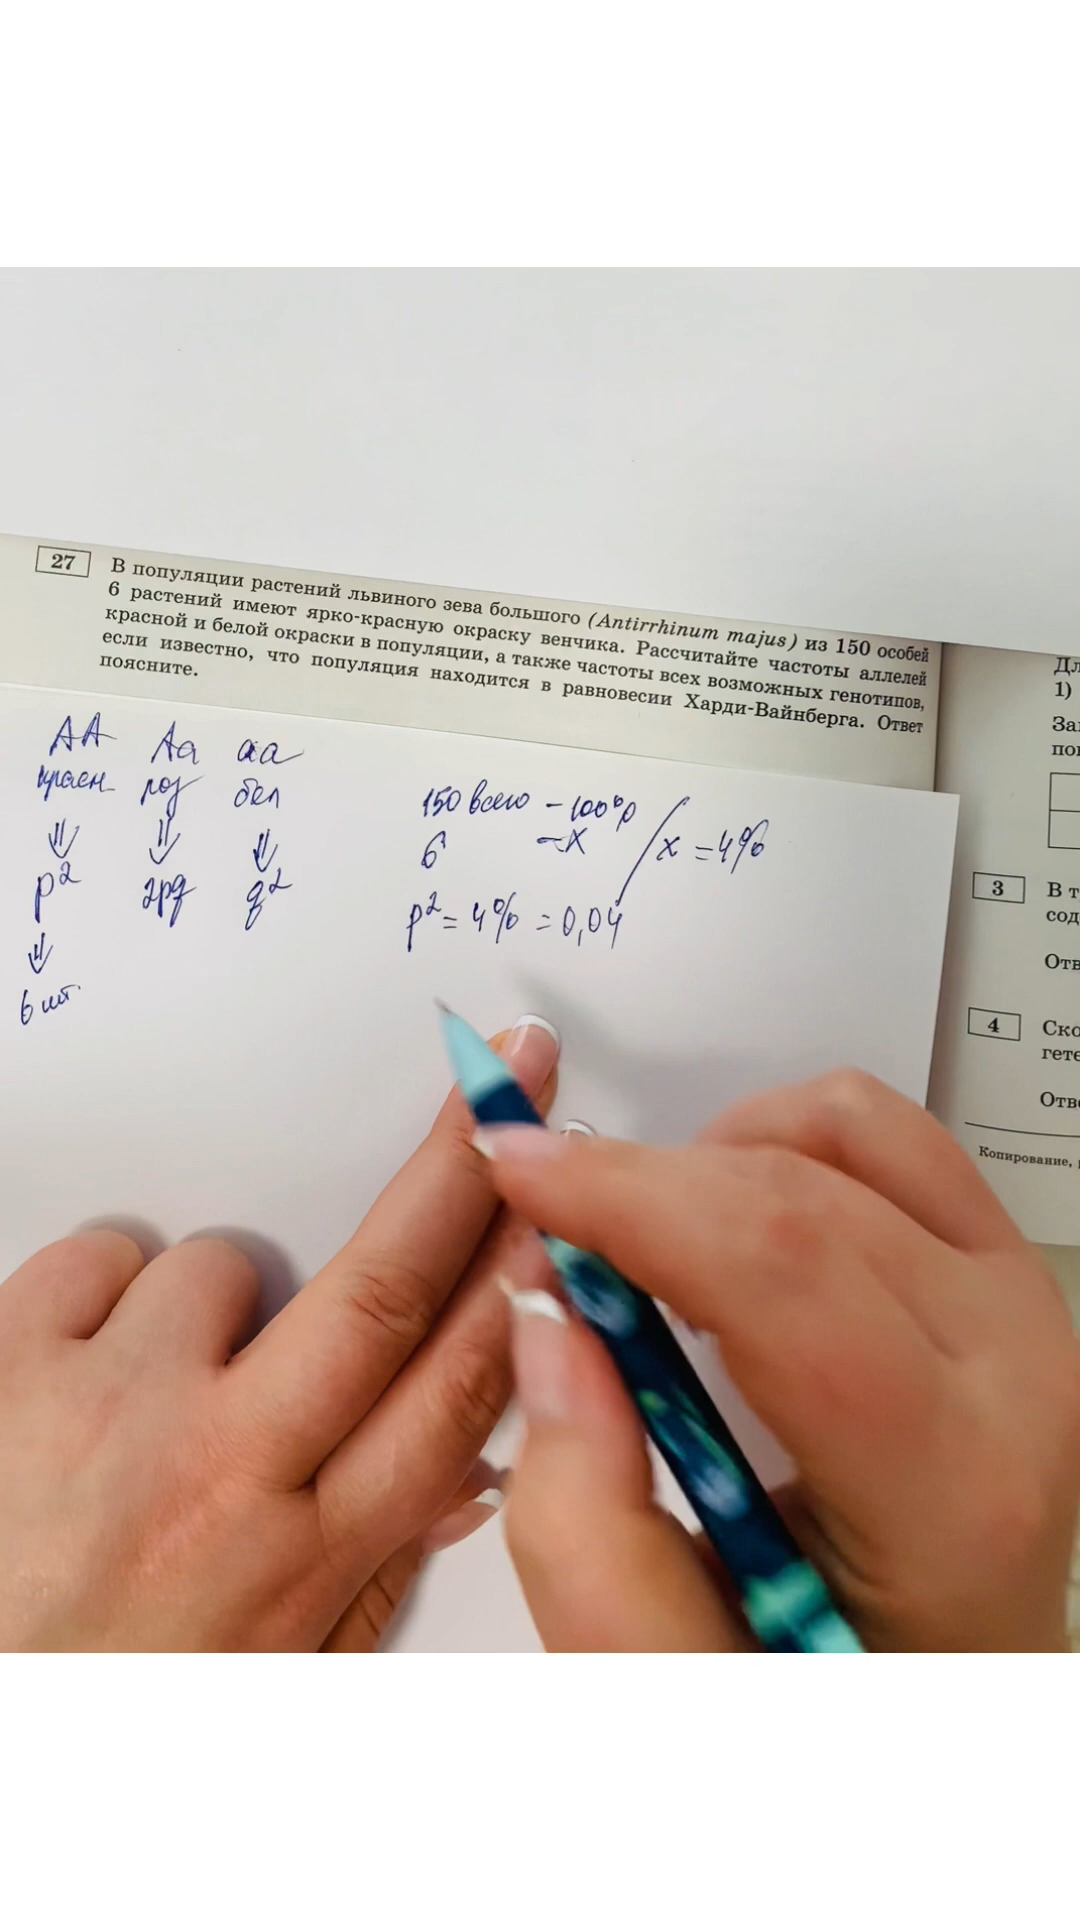 27
В популяции растений львиного зева большого (Antirrhinum majus) из 150 особей
6 растений имеют ярко-красную окраску венчика. Рассчитайте частоты аллелей
красной и белой окраски в популяции, а также частоты всех возможных генотипов,
если известно, что популяция находится в равновесии Харди-Вайнберга. Ответ
поясните.
AA Aa aa
красн роз бел
p² 2pq q²
6 шт.
150 всего – 100%
6 – x
x = 4%
p² = 4% = 0,04
1)
3
В
4
Копирование,